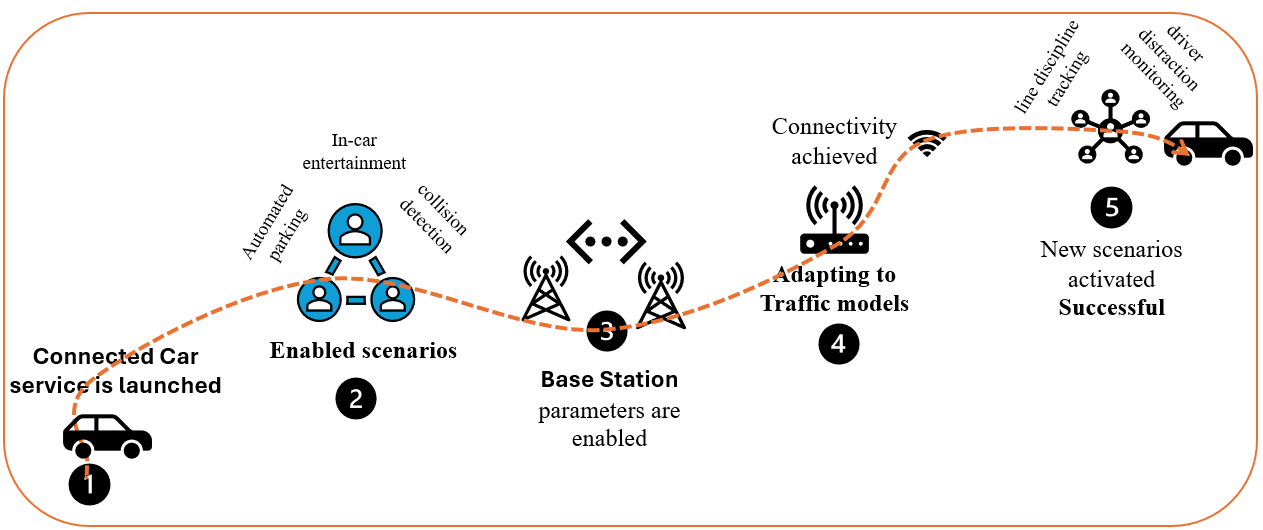 Connected Car
service is launched
1
Automated
parking
In-car
entertainment
collision
detection
Enabled scenarios
2
3
Base Station
parameters are
enabled
Connectivity
achieved
Adapting to
Traffic models
4
line discipline
tracking
driver
distraction
monitoring
5
New scenarios
activated
Successful